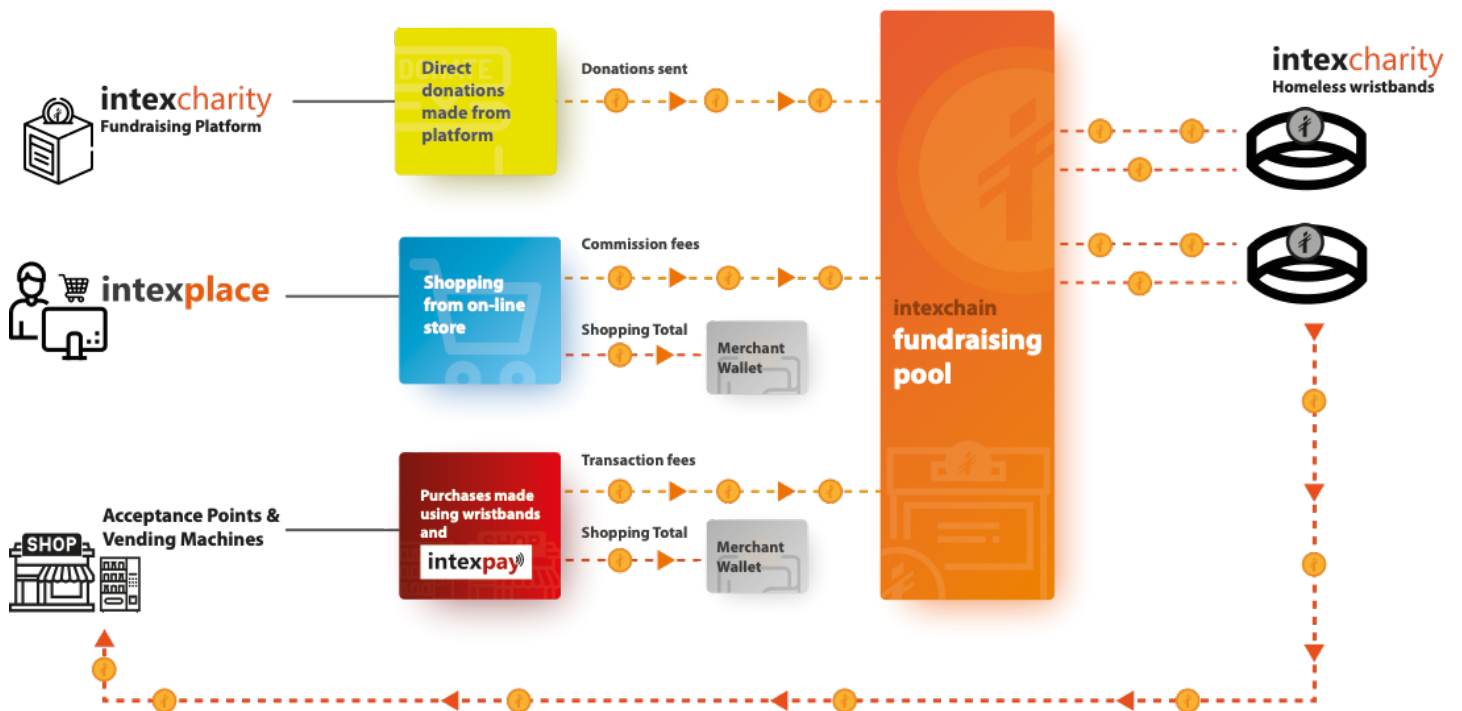 intexcharity
Fundraising Platform
DONATE
Direct
donations
made from
platform
Donations sent
intexplace
Shopping
from on-line
store
Commission fees
Shopping Total
Merchant
Wallet
SHOP
Acceptance Points &
Vending Machines
Purchases made
using wristbands
and
intexpay
Transaction fees
Shopping Total
Merchant
Wallet
intexchain
fundraising
pool
intexcharity
Homeless wristbands